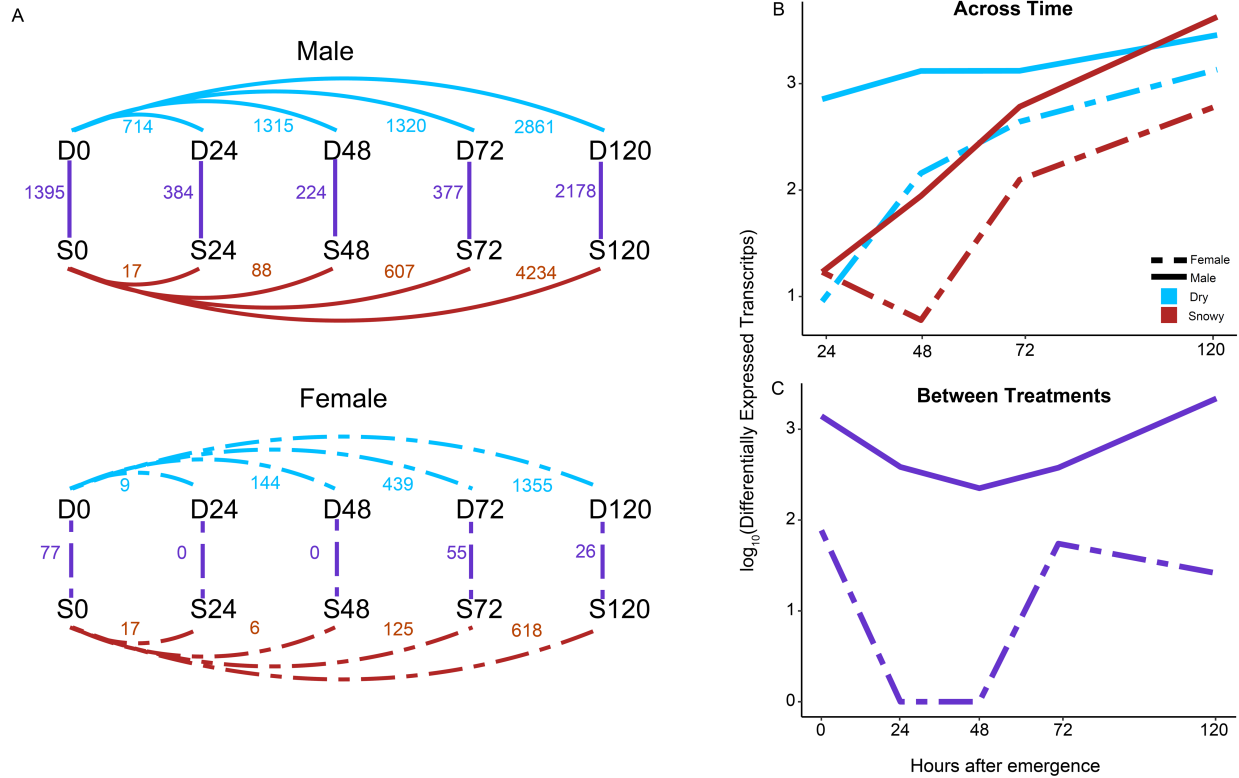 A
Male
714 1315 1320 2861
D0 D24 D48 D72 D120
1395 384 224 377 2178
S0 S24 S48 S72 S120
17 88 607 4234
Female
9 144 439 1355
D0 D24 D48 D72 D120
77 0 0 55 26
S0 S24 S48 S72 S120
17 6 125 618
log10(Differentially Expressed Transcritps)
B
Across Time
3
2
1
Female
Male
Dry
Snowy
24 48 72 120
C
Between Treatments
3
2
1
0
0 24 48 72 120
Hours after emergence